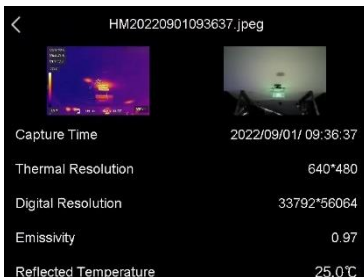 HM20220901093637.jpeg
Capture Time 2022/09/01/ 09:36:37
Thermal Resolution 640*480
Digital Resolution 33792*56064
Emissivity 0.97
Reflected Temperature 25.0℃